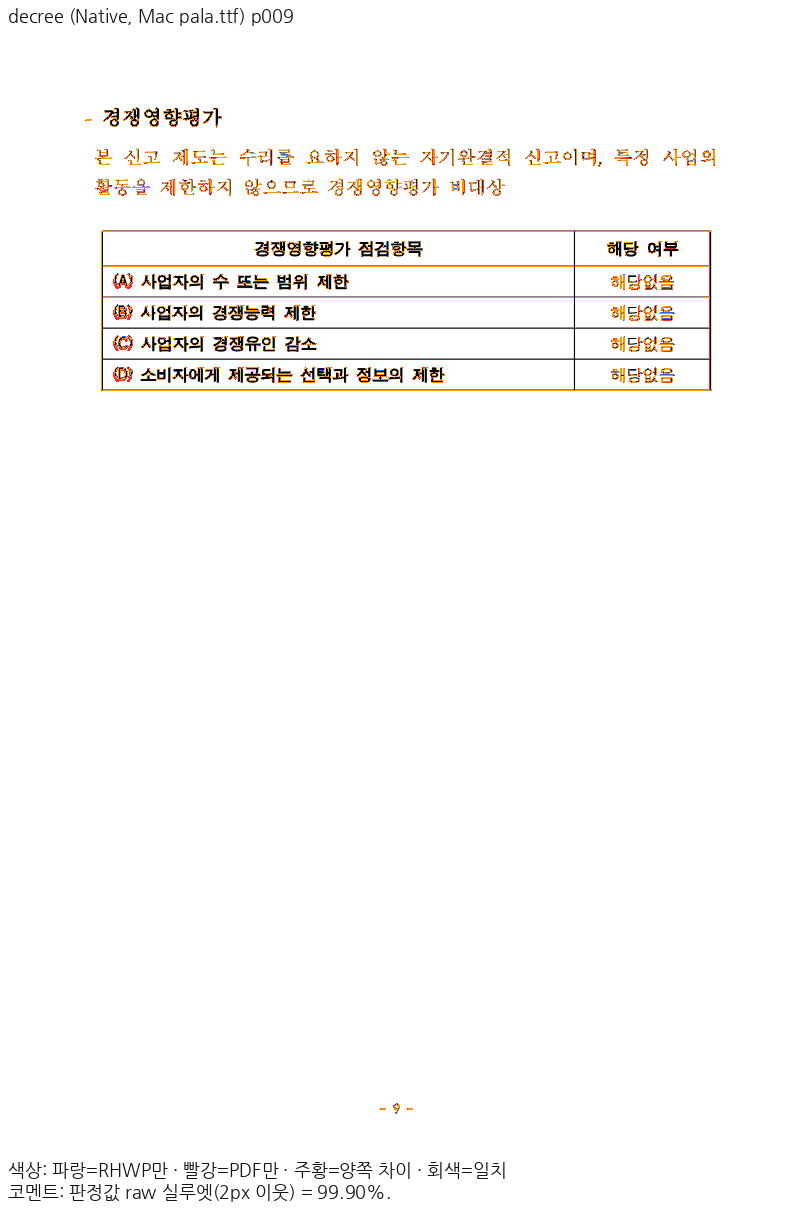 decree (Native, Mac pala.ttf) p009
- 경쟁영향평가
본 신고 제도는 수리를 요하지 않는 자기완결적 신고이며, 특정 사업의
활동을 제한하지 않으므로 경쟁영향평가 비대상
경쟁영향평가 점검항목 해당 여부
(A) 사업자의 수 또는 범위 제한 해당없음
(B) 사업자의 경쟁능력 제한 해당없음
(C) 사업자의 경쟁유인 감소 해당없음
(D) 소비자에게 제공되는 선택과 정보의 제한 해당없음
- 9 -
색상: 파랑=RHWP만 · 빨강=PDF만 · 주황=양쪽 차이 · 회색=일치
코멘트: 판정값 raw 실루엣(2px 이웃) = 99.90%.